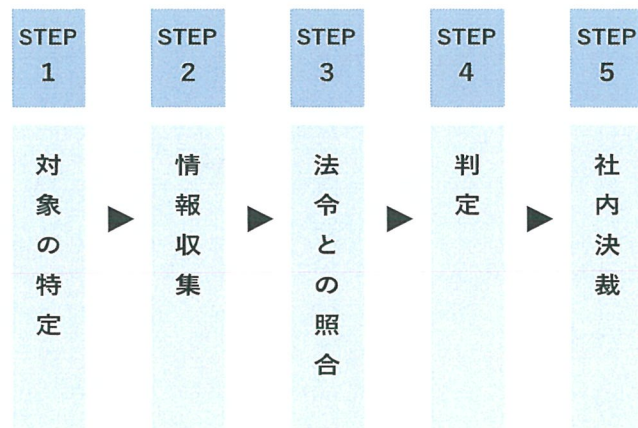 STEP
1
STEP
2
STEP
3
STEP
4
STEP
5
対象の特定
情報収集
法令との照合
判定
社内決裁